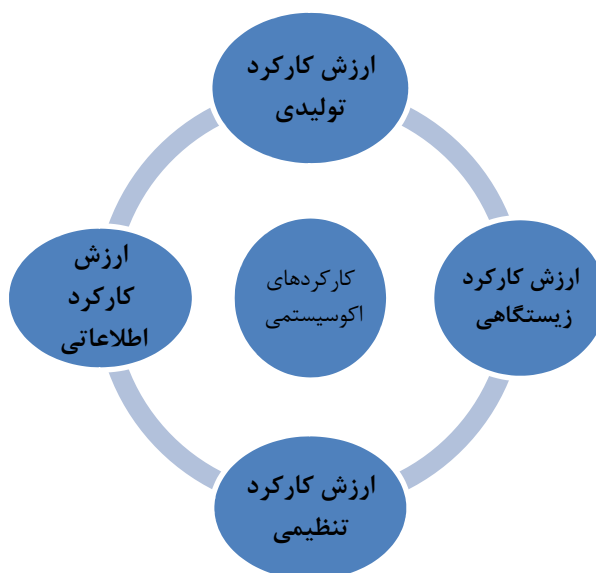 ارزش کارکرد
تولیدی
ارزش کارکرد
زیستگاهی
کارکردهای
اکوسیستمی
ارزش
کارکرد
اطلاعاتی
ارزش کارکرد
تنظیمی